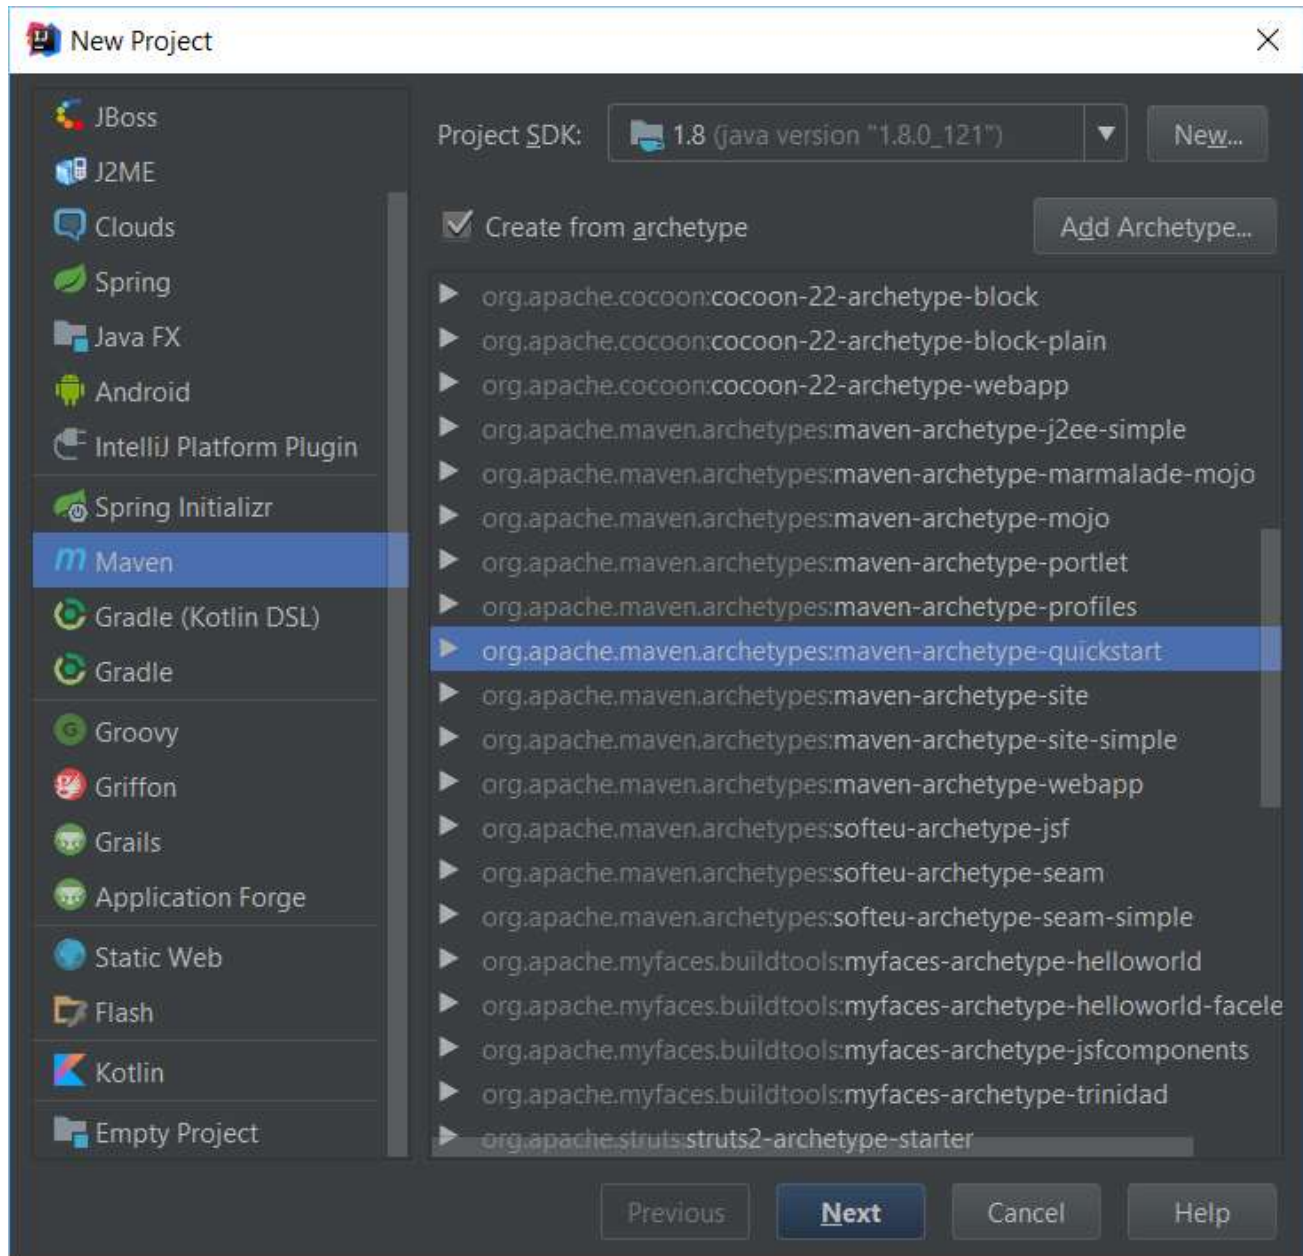 New Project
JBoss
J2ME
Clouds
Spring
Java FX
Android
IntelliJ Platform Plugin
Spring Initializr
Maven
Gradle (Kotlin DSL)
Gradle
Groovy
Griffon
Grails
Application Forge
Static Web
Flash
Kotlin
Empty Project
Project SDK: 1.8 (java version "1.8.0_121") New...
Create from archetype Add Archetype...
org.apache.cocoon:cocoon-22-archetype-block
org.apache.cocoon:cocoon-22-archetype-block-plain
org.apache.cocoon:cocoon-22-archetype-webapp
org.apache.maven.archetypes:maven-archetype-j2ee-simple
org.apache.maven.archetypes:maven-archetype-marmalade-mojo
org.apache.maven.archetypes:maven-archetype-mojo
org.apache.maven.archetypes:maven-archetype-portlet
org.apache.maven.archetypes:maven-archetype-profiles
org.apache.maven.archetypes:maven-archetype-quickstart
org.apache.maven.archetypes:maven-archetype-site
org.apache.maven.archetypes:maven-archetype-site-simple
org.apache.maven.archetypes:maven-archetype-webapp
org.apache.maven.archetypes:softeu-archetype-jsf
org.apache.maven.archetypes:softeu-archetype-seam
org.apache.maven.archetypes:softeu-archetype-seam-simple
org.apache.myfaces.buildtools:myfaces-archetype-helloworld
org.apache.myfaces.buildtools:myfaces-archetype-helloworld-facele
org.apache.myfaces.buildtools:myfaces-archetype-jsfcomponents
org.apache.myfaces.buildtools:myfaces-archetype-trinidad
org.apache.struts:struts2-archetype-starter
Previous Next Cancel Help